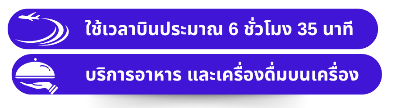 ใช้เวลาบินประมาณ 6 ชั่วโมง 35 นาที
บริการอาหาร และเครื่องดื่มบนเครื่อง